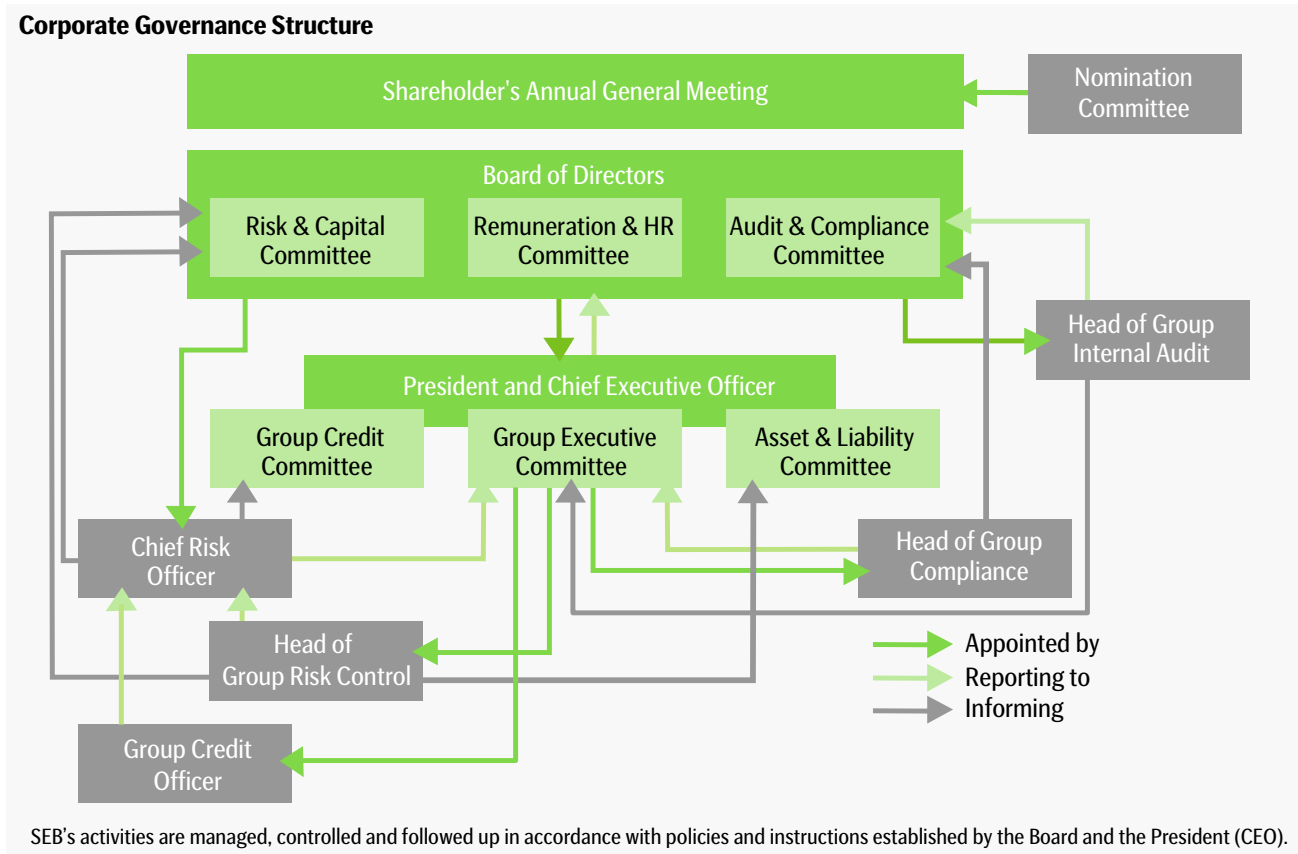 Corporate Governance Structure
Shareholder's Annual General Meeting
Nomination
Committee
Board of Directors
Risk & Capital
Committee
Remuneration & HR
Committee
Audit & Compliance
Committee
Head of Group
Internal Audit
President and Chief Executive Officer
Group Credit
Committee
Group Executive
Committee
Asset & Liability
Committee
Chief Risk
Officer
Head of Group
Compliance
Head of
Group Risk Control
Group Credit
Officer
Appointed by
Reporting to
Informing
SEB’s activities are managed, controlled and followed up in accordance with policies and instructions established by the Board and the President (CEO).